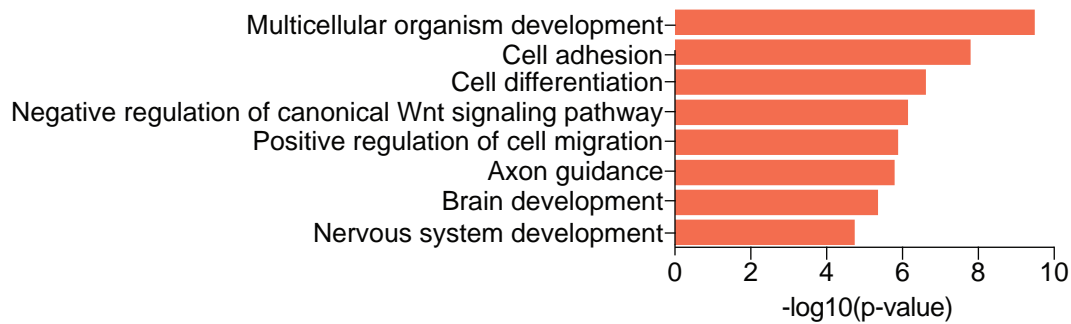 Multicellular organism development
Cell adhesion
Cell differentiation
Negative regulation of canonical Wnt signaling pathway
Positive regulation of cell migration
Axon guidance
Brain development
Nervous system development
0 2 4 6 8 10
-log10(p-value)